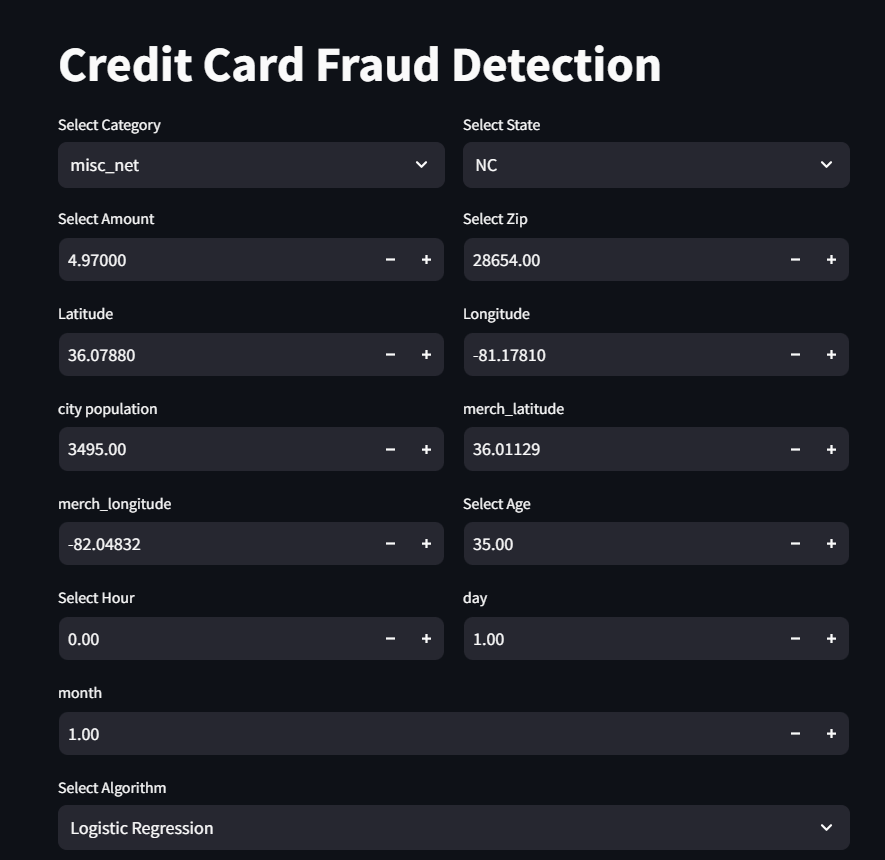 Credit Card Fraud Detection
Select Category
Select State
misc_net
NC
Select Amount
Select Zip
4.97000
28654.00
Latitude
Longitude
36.07880
-81.17810
city population
merch_latitude
3495.00
36.01129
merch_longitude
Select Age
-82.04832
35.00
Select Hour
day
0.00
1.00
month
1.00
Select Algorithm
Logistic Regression